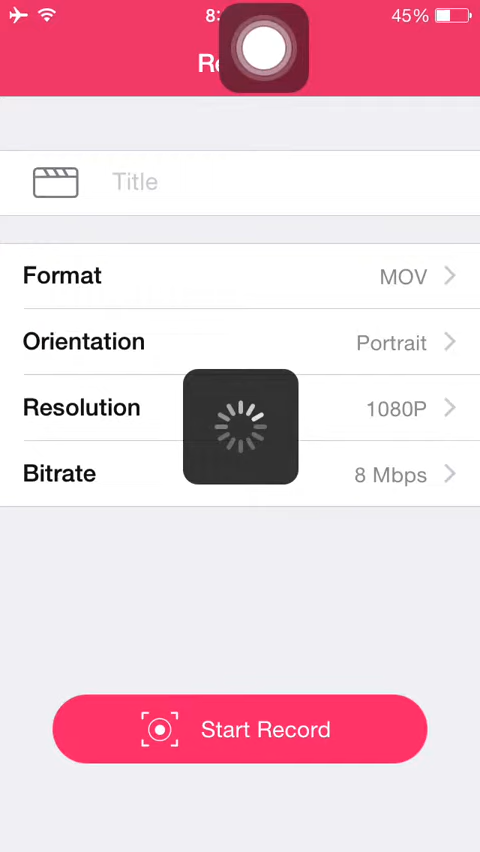 45%
Title
Format MOV
Orientation Portrait
Resolution 1080P
Bitrate 8 Mbps
Start Record